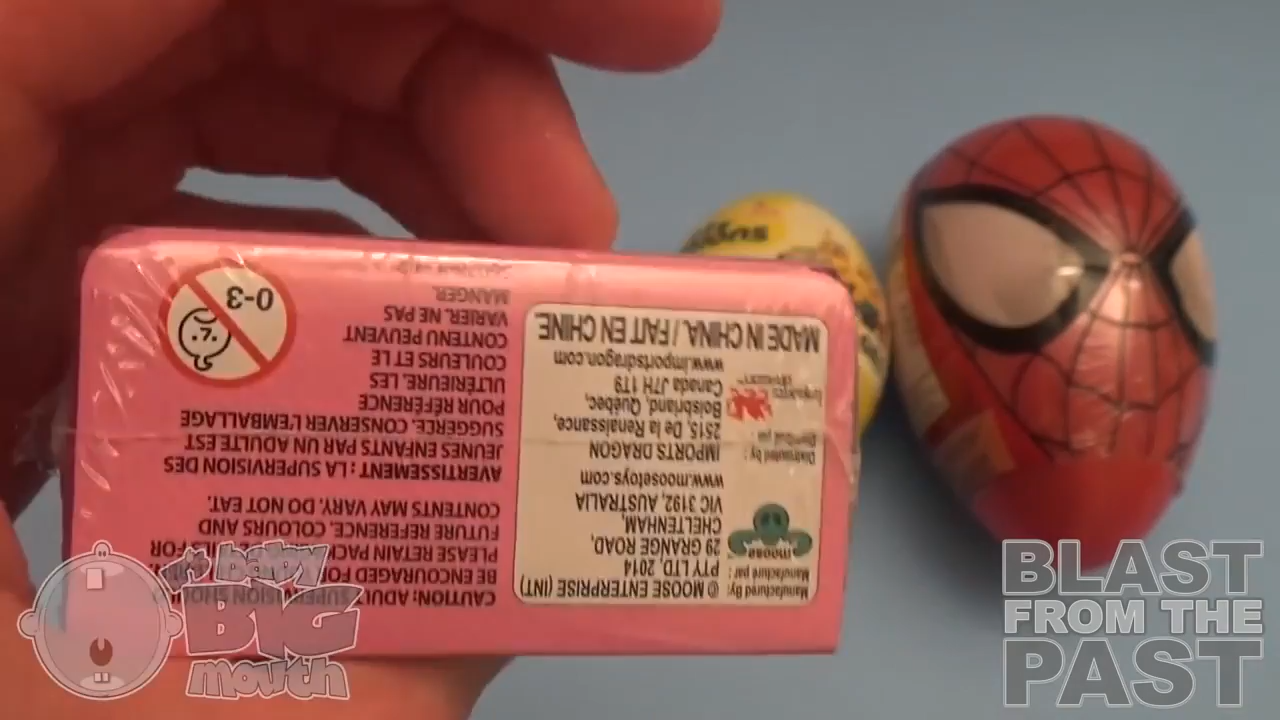 CAUTION: ADULT SUPERVISION SHOULD
BE ENCOURAGED FOR
PLEASE RETAIN PACK FOR
FUTURE REFERENCE, COLOURS AND
CONTENTS MAY VARY. DO NOT EAT.
AVERTISSEMENT : LA SUPERVISION DES
JEUNES ENFANTS PAR UN ADULTE EST
SUGGÉRÉE. CONSERVER L'EMBALLAGE
POUR RÉFÉRENCE
ULTÉRIEURE. LES
COULEURS ET LE
CONTENU PEUVENT
VARIER. NE PAS
MANGER.
0-3
Manufactured By:
Manufacturé par :
moose
© MOOSE ENTERPRISE (INT)
PTY LTD, 2014
29 GRANGE ROAD,
CHELTENHAM,
VIC 3192, AUSTRALIA
www.moosetoys.com
Distributed by :
Distribué par :
IMPORTS DRAGON
2515, De la Renaissance,
Boisbriand, Québec,
Canada J7H 1T9
www.importsdragon.com
MADE IN CHINA / FAIT EN CHINE
baby
BIG
mouth
BLAST
FROM THE
PAST